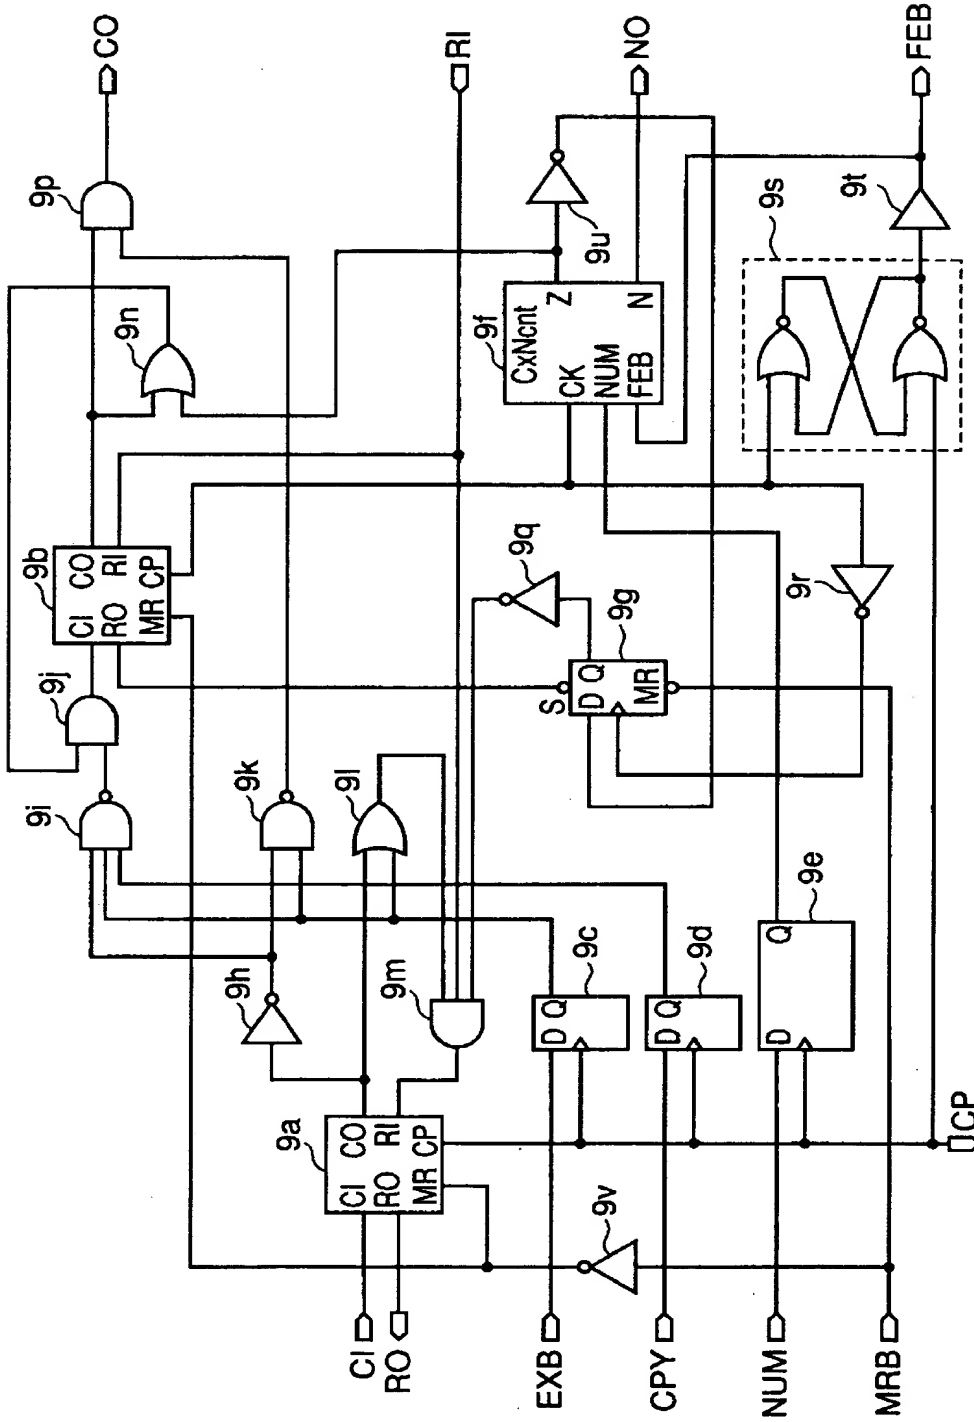 CI
RO
EXB
CPY
NUM
MRB
CP
CO
RI
NO
FEB
9a
CI CO
RO RI
MR CP
9b
CI CO
RO RI
MR CP
9c
D Q
9d
D Q
9e
D Q
9f
CxNcnt
CK Z
NUM
FEB N
9g
S
D Q
MR
9h
9i
9j
9k
9l
9m
9n
9p
9q
9r
9s
9t
9u
9v